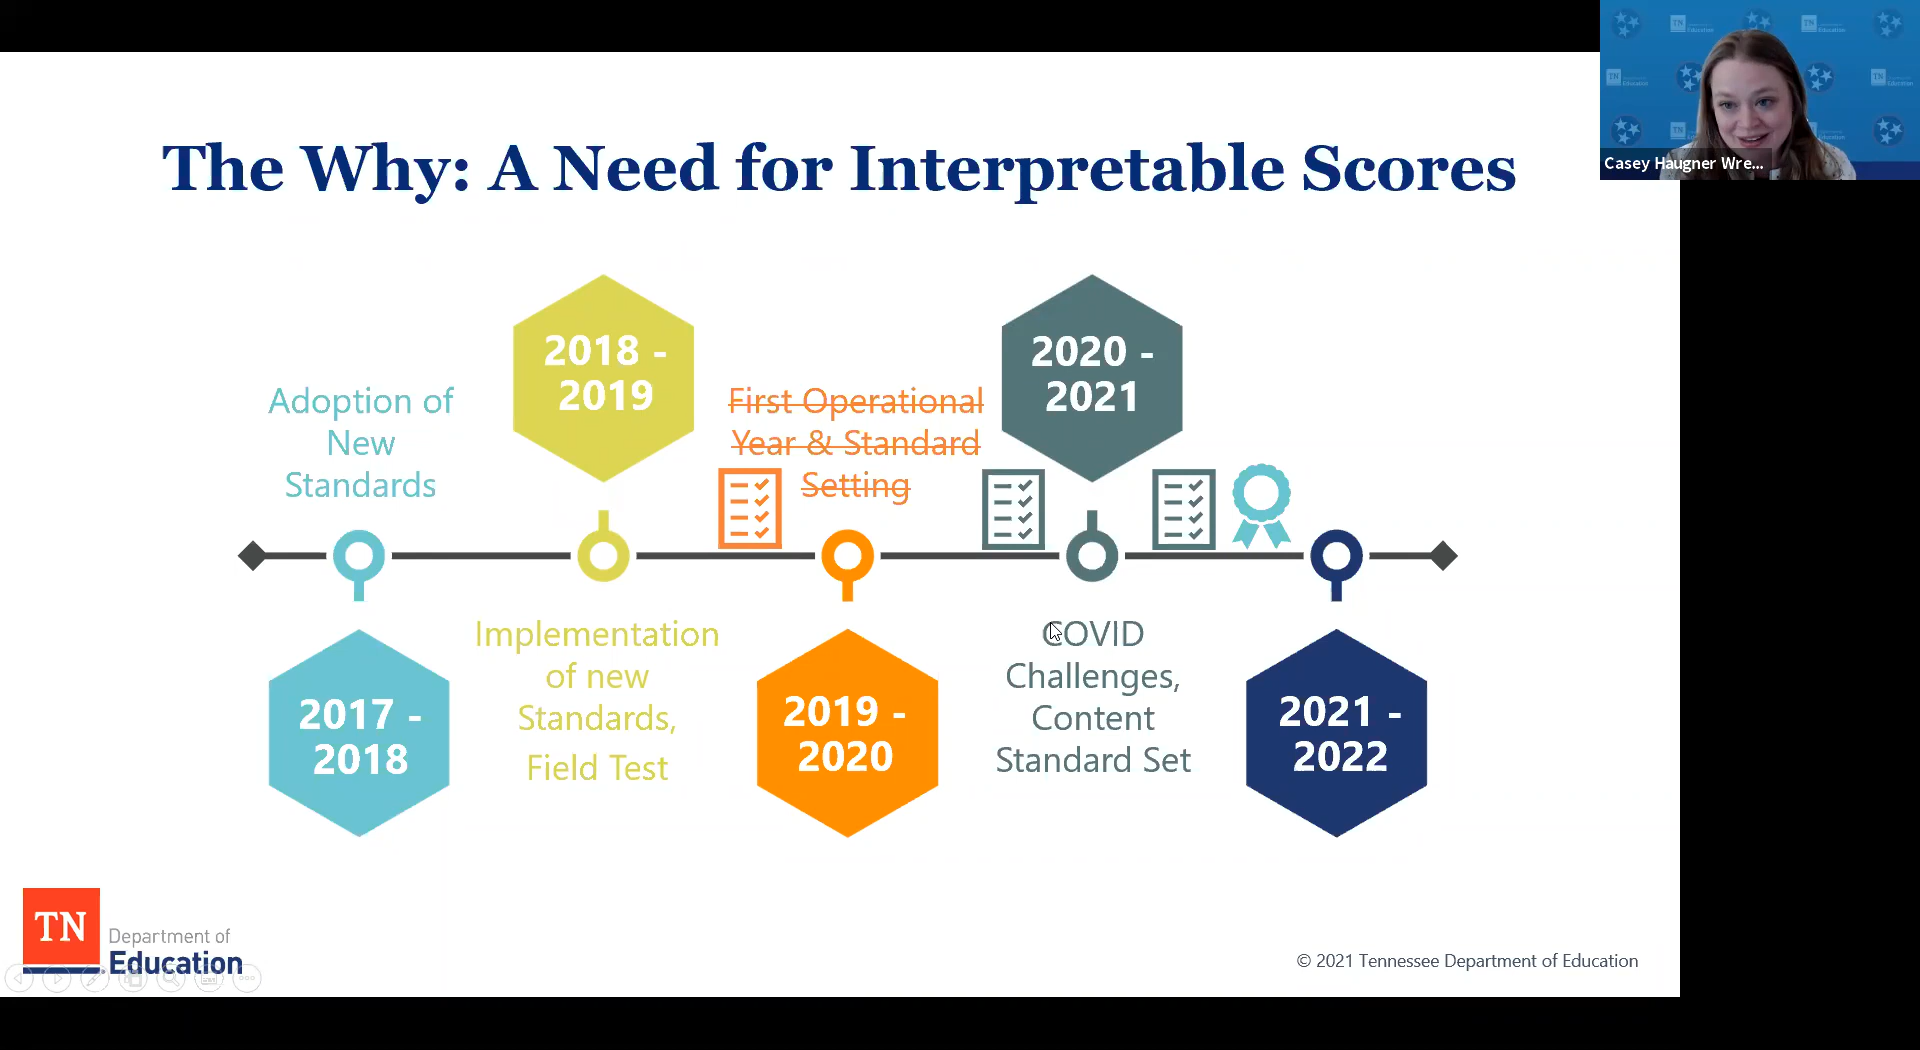 The Why: A Need for Interpretable Scores
Adoption of
New
Standards
2018 -
2019
First Operational
Year & Standard
Setting
2020 -
2021
2017 -
2018
Implementation
of new
Standards,
Field Test
2019 -
2020
COVID
Challenges,
Content
Standard Set
2021 -
2022
TN
Department of
Education
© 2021 Tennessee Department of Education
Casey Haugner Wre...